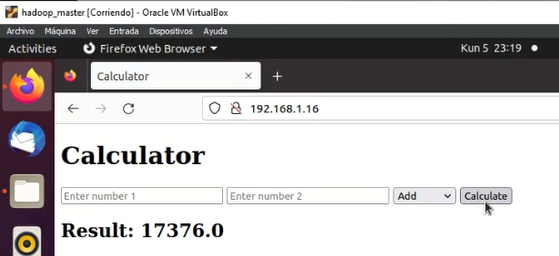 hadoop_master [Corriendo] - Oracle VM VirtualBox
Archivo Máquina Ver Entrada Dispositivos Ayuda
Activities Firefox Web Browser Kun 5 23:19
Calculator
192.168.1.16
Calculator
Enter number 1 Enter number 2 Add Calculate
Result: 17376.0